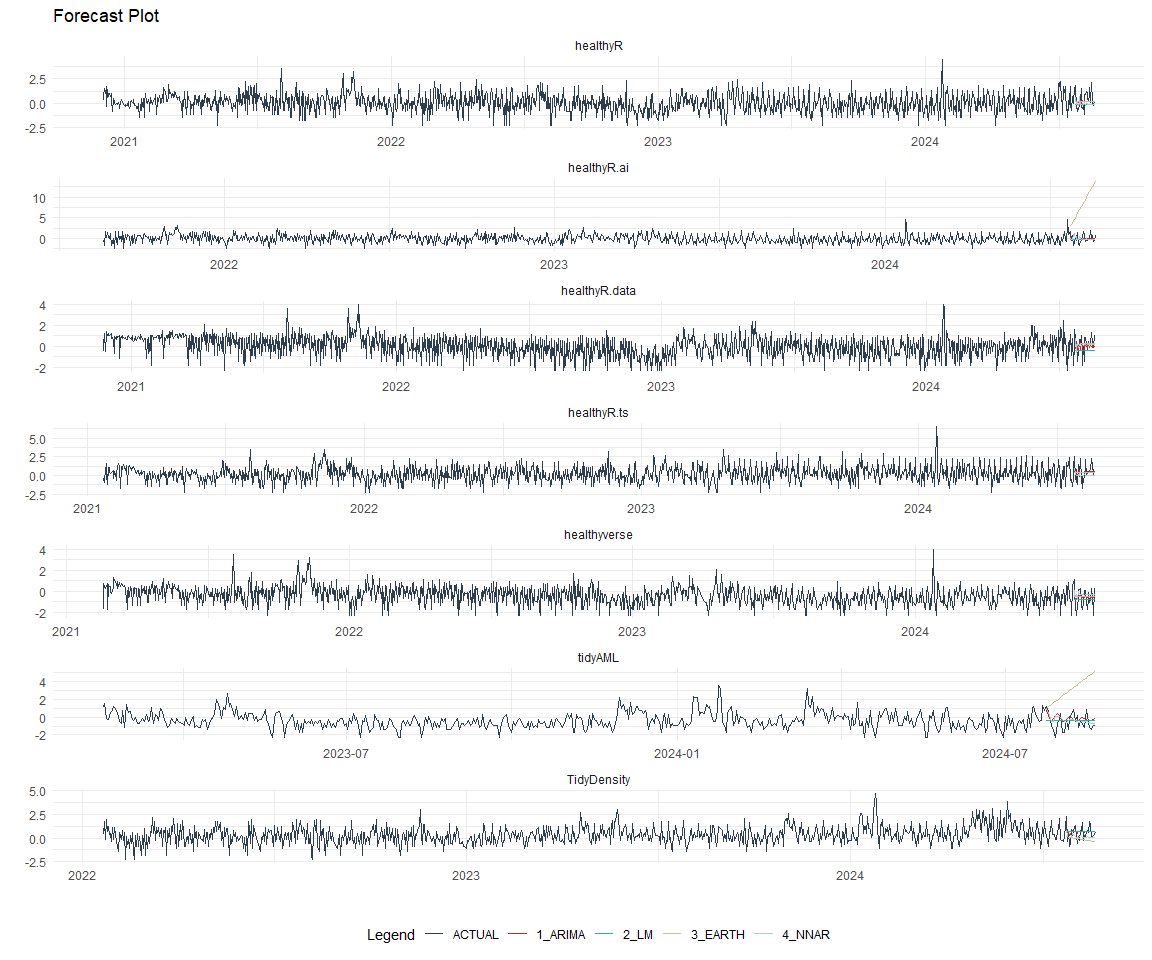 Forecast Plot
healthyR
2.5
0.0
-2.5
2021 2022 2023 2024
healthyR.ai
10
5
0
2022 2023 2024
healthyR.data
4
2
0
-2
2021 2022 2023 2024
healthyR.ts
5.0
2.5
0.0
-2.5
2021 2022 2023 2024
healthyverse
4
2
0
-2
2021 2022 2023 2024
tidyAML
4
2
0
-2
2023-07 2024-01 2024-07
TidyDensity
5.0
2.5
0.0
-2.5
2022 2023 2024
Legend ACTUAL 1_ARIMA 2_LM 3_EARTH 4_NNAR